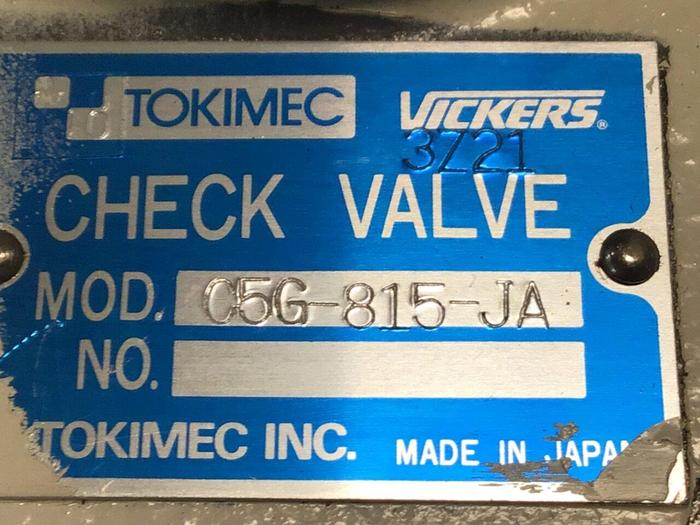 TOKIMEC VICKERS®
3Z21
CHECK VALVE
MOD. C5G-815-JA
NO.
TOKIMEC INC. MADE IN JAPAN